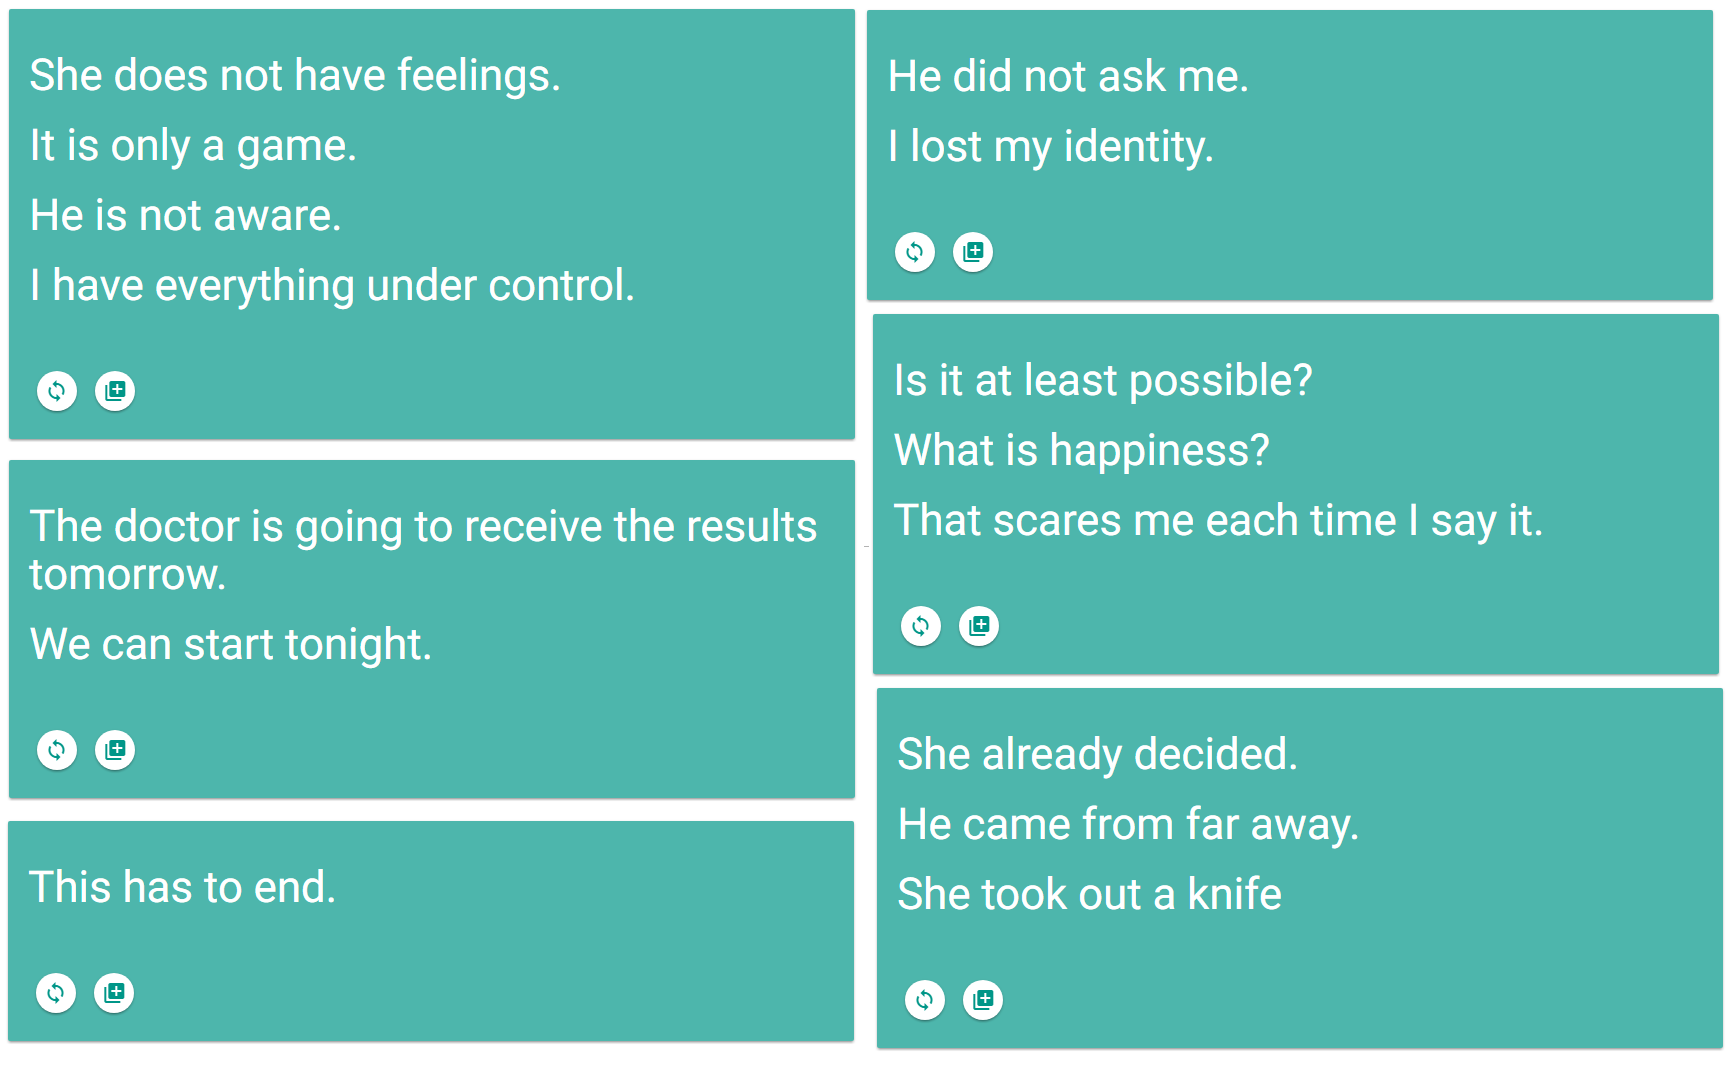 She does not have feelings.
It is only a game.
He is not aware.
I have everything under control.
The doctor is going to receive the results
tomorrow.
We can start tonight.
This has to end.
He did not ask me.
I lost my identity.
Is it at least possible?
What is happiness?
That scares me each time I say it.
She already decided.
He came from far away.
She took out a knife